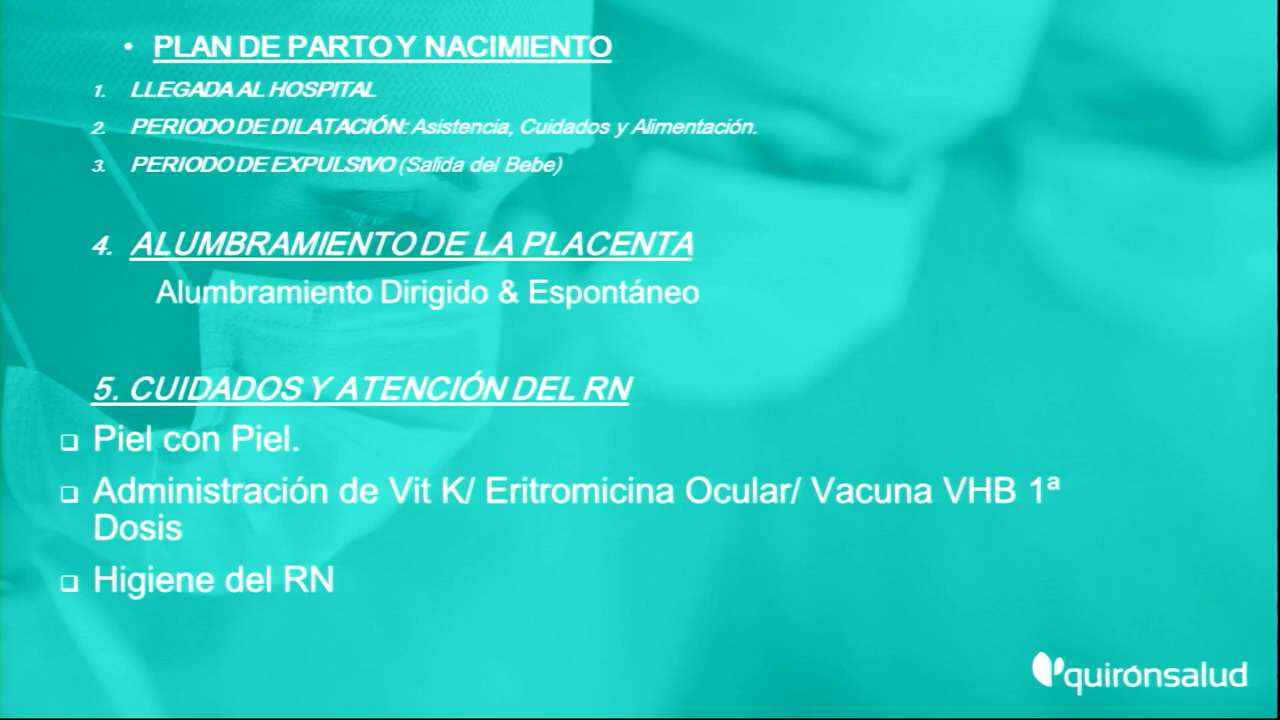 • PLAN DE PARTO Y NACIMIENTO
1. LLEGADA AL HOSPITAL
2. PERIODO DE DILATACIÓN: Asistencia, Cuidados y Alimentación.
3. PERIODO DE EXPULSIVO (Salida del Bebe)
4. ALUMBRAMIENTO DE LA PLACENTA
Alumbramiento Dirigido & Espontáneo
5. CUIDADOS Y ATENCIÓN DEL RN
❑ Piel con Piel.
❑ Administración de Vit K/ Eritromicina Ocular/ Vacuna VHB 1ª
Dosis
❑ Higiene del RN
quirónsalud